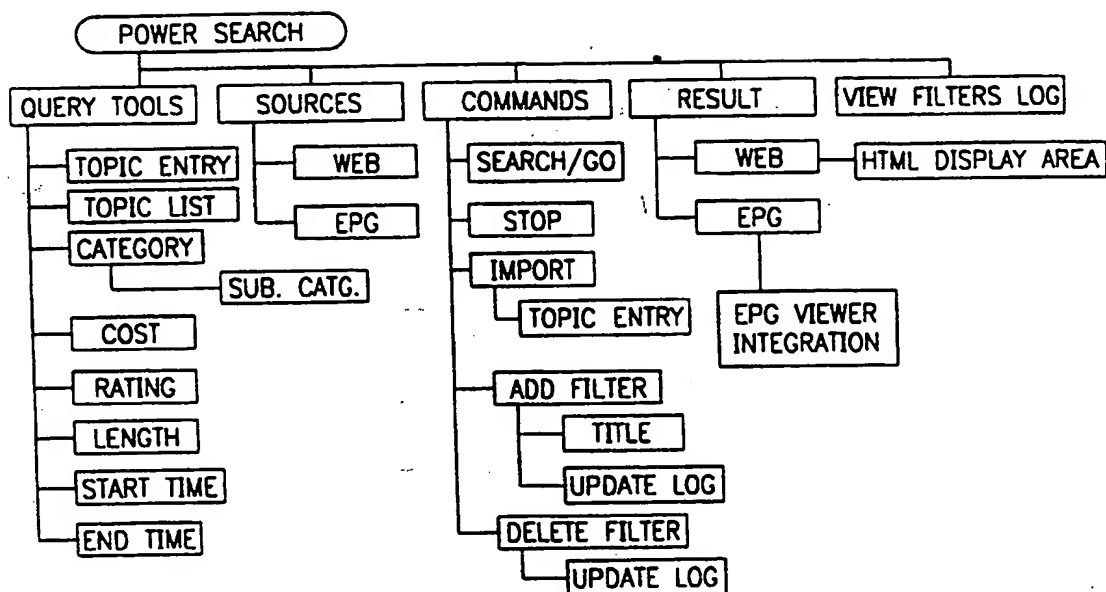 POWER SEARCH
QUERY TOOLS
TOPIC ENTRY
TOPIC LIST
CATEGORY
SUB. CATG.
COST
RATING
LENGTH
START TIME
END TIME
SOURCES
WEB
EPG
COMMANDS
SEARCH/GO
STOP
IMPORT
TOPIC ENTRY
ADD FILTER
TITLE
UPDATE LOG
DELETE FILTER
UPDATE LOG
RESULT
WEB
HTML DISPLAY AREA
EPG
EPG VIEWER
INTEGRATION
VIEW FILTERS LOG